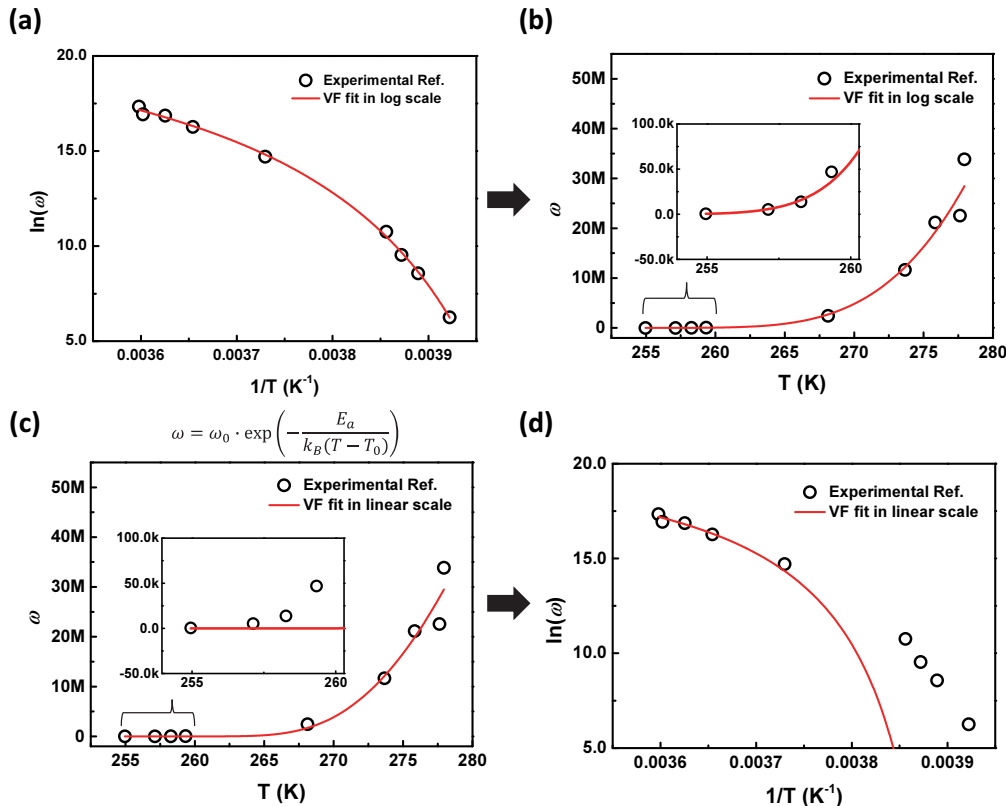 (a)
20.0
15.0
10.0
5.0
ln(ω)
0.0036
0.0037
0.0038
0.0039
1/T (K⁻¹)
Experimental Ref.
VF fit in log scale
(b)
50M
40M
30M
20M
10M
0
ω
255
260
265
270
275
280
T (K)
Experimental Ref.
VF fit in log scale
100.0k
50.0k
0.0
-50.0k
255
260
(c)
ω = ω₀ · exp(−Eₐ/k_B(T − T₀))
50M
40M
30M
20M
10M
0
ω
255
260
265
270
275
280
T (K)
Experimental Ref.
VF fit in linear scale
100.0k
50.0k
0.0
-50.0k
255
260
(d)
20.0
15.0
10.0
5.0
ln(ω)
0.0036
0.0037
0.0038
0.0039
1/T (K⁻¹)
Experimental Ref.
VF fit in linear scale